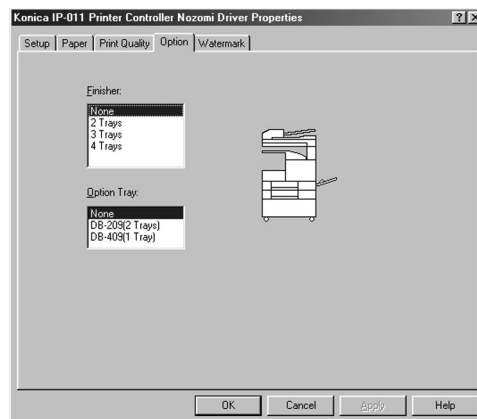 Konica IP-011 Printer Controller Nozomi Driver Properties
Setup Paper Print Quality Option Watermark
Finisher:
None
2 Trays
3 Trays
4 Trays
Option Tray:
None
DB-209(2 Trays)
DB-409(1 Tray)
OK Cancel Apply Help